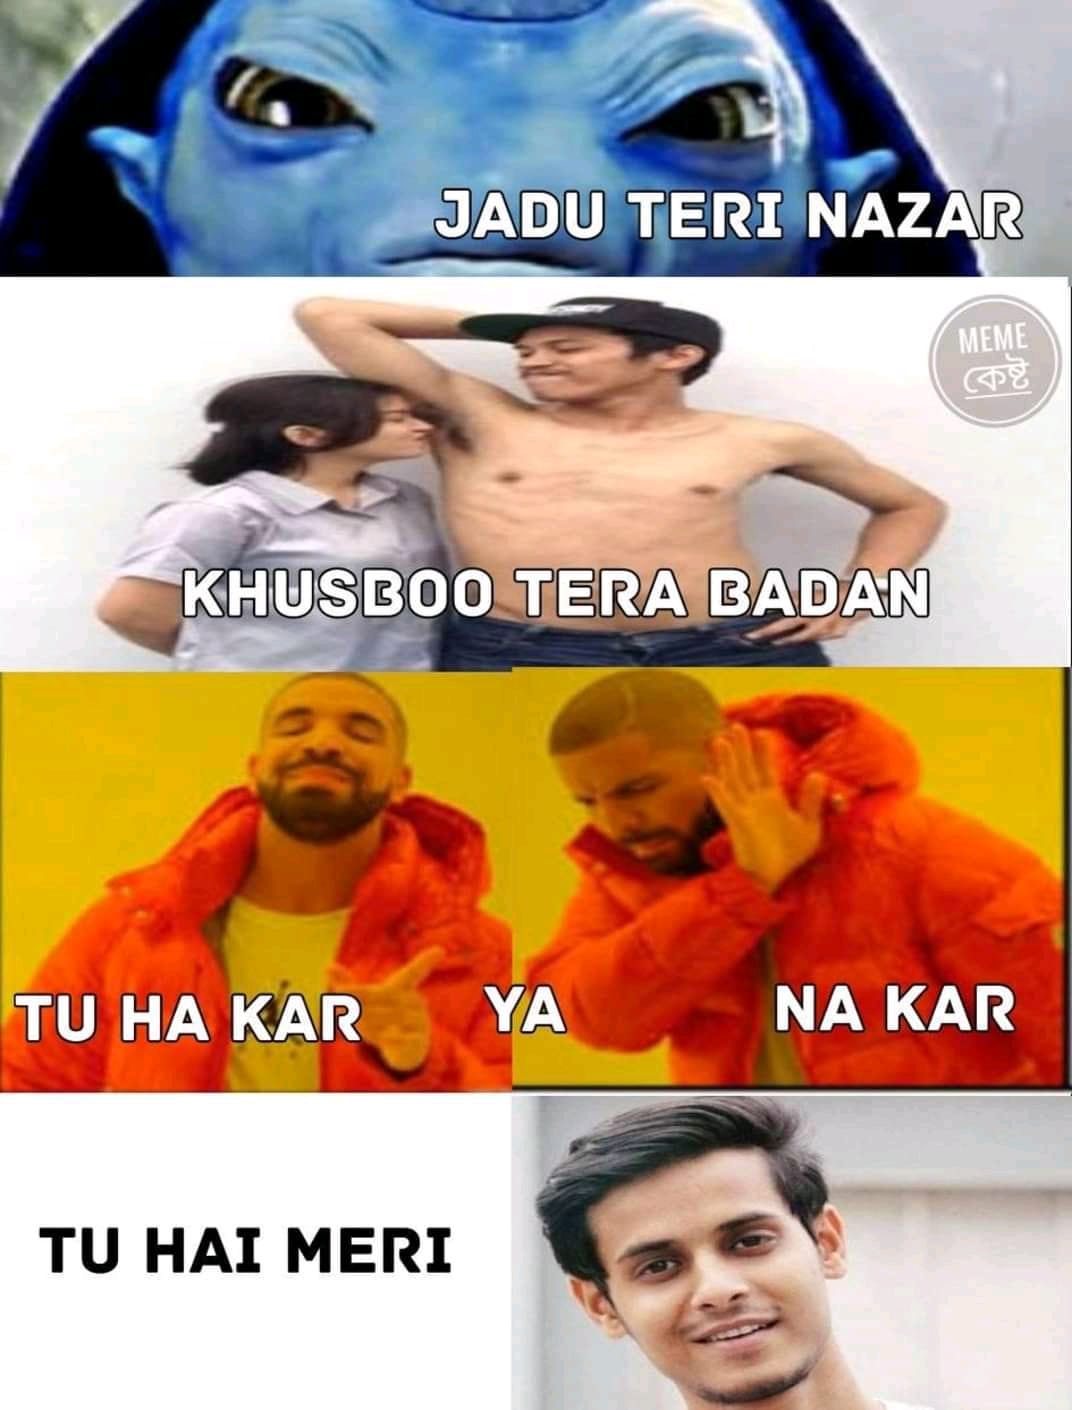 JADU TERI NAZAR
MEME
কেষ্ট
KHUSBOO TERA BADAN
TU HA KAR YA NA KAR
TU HAI MERI